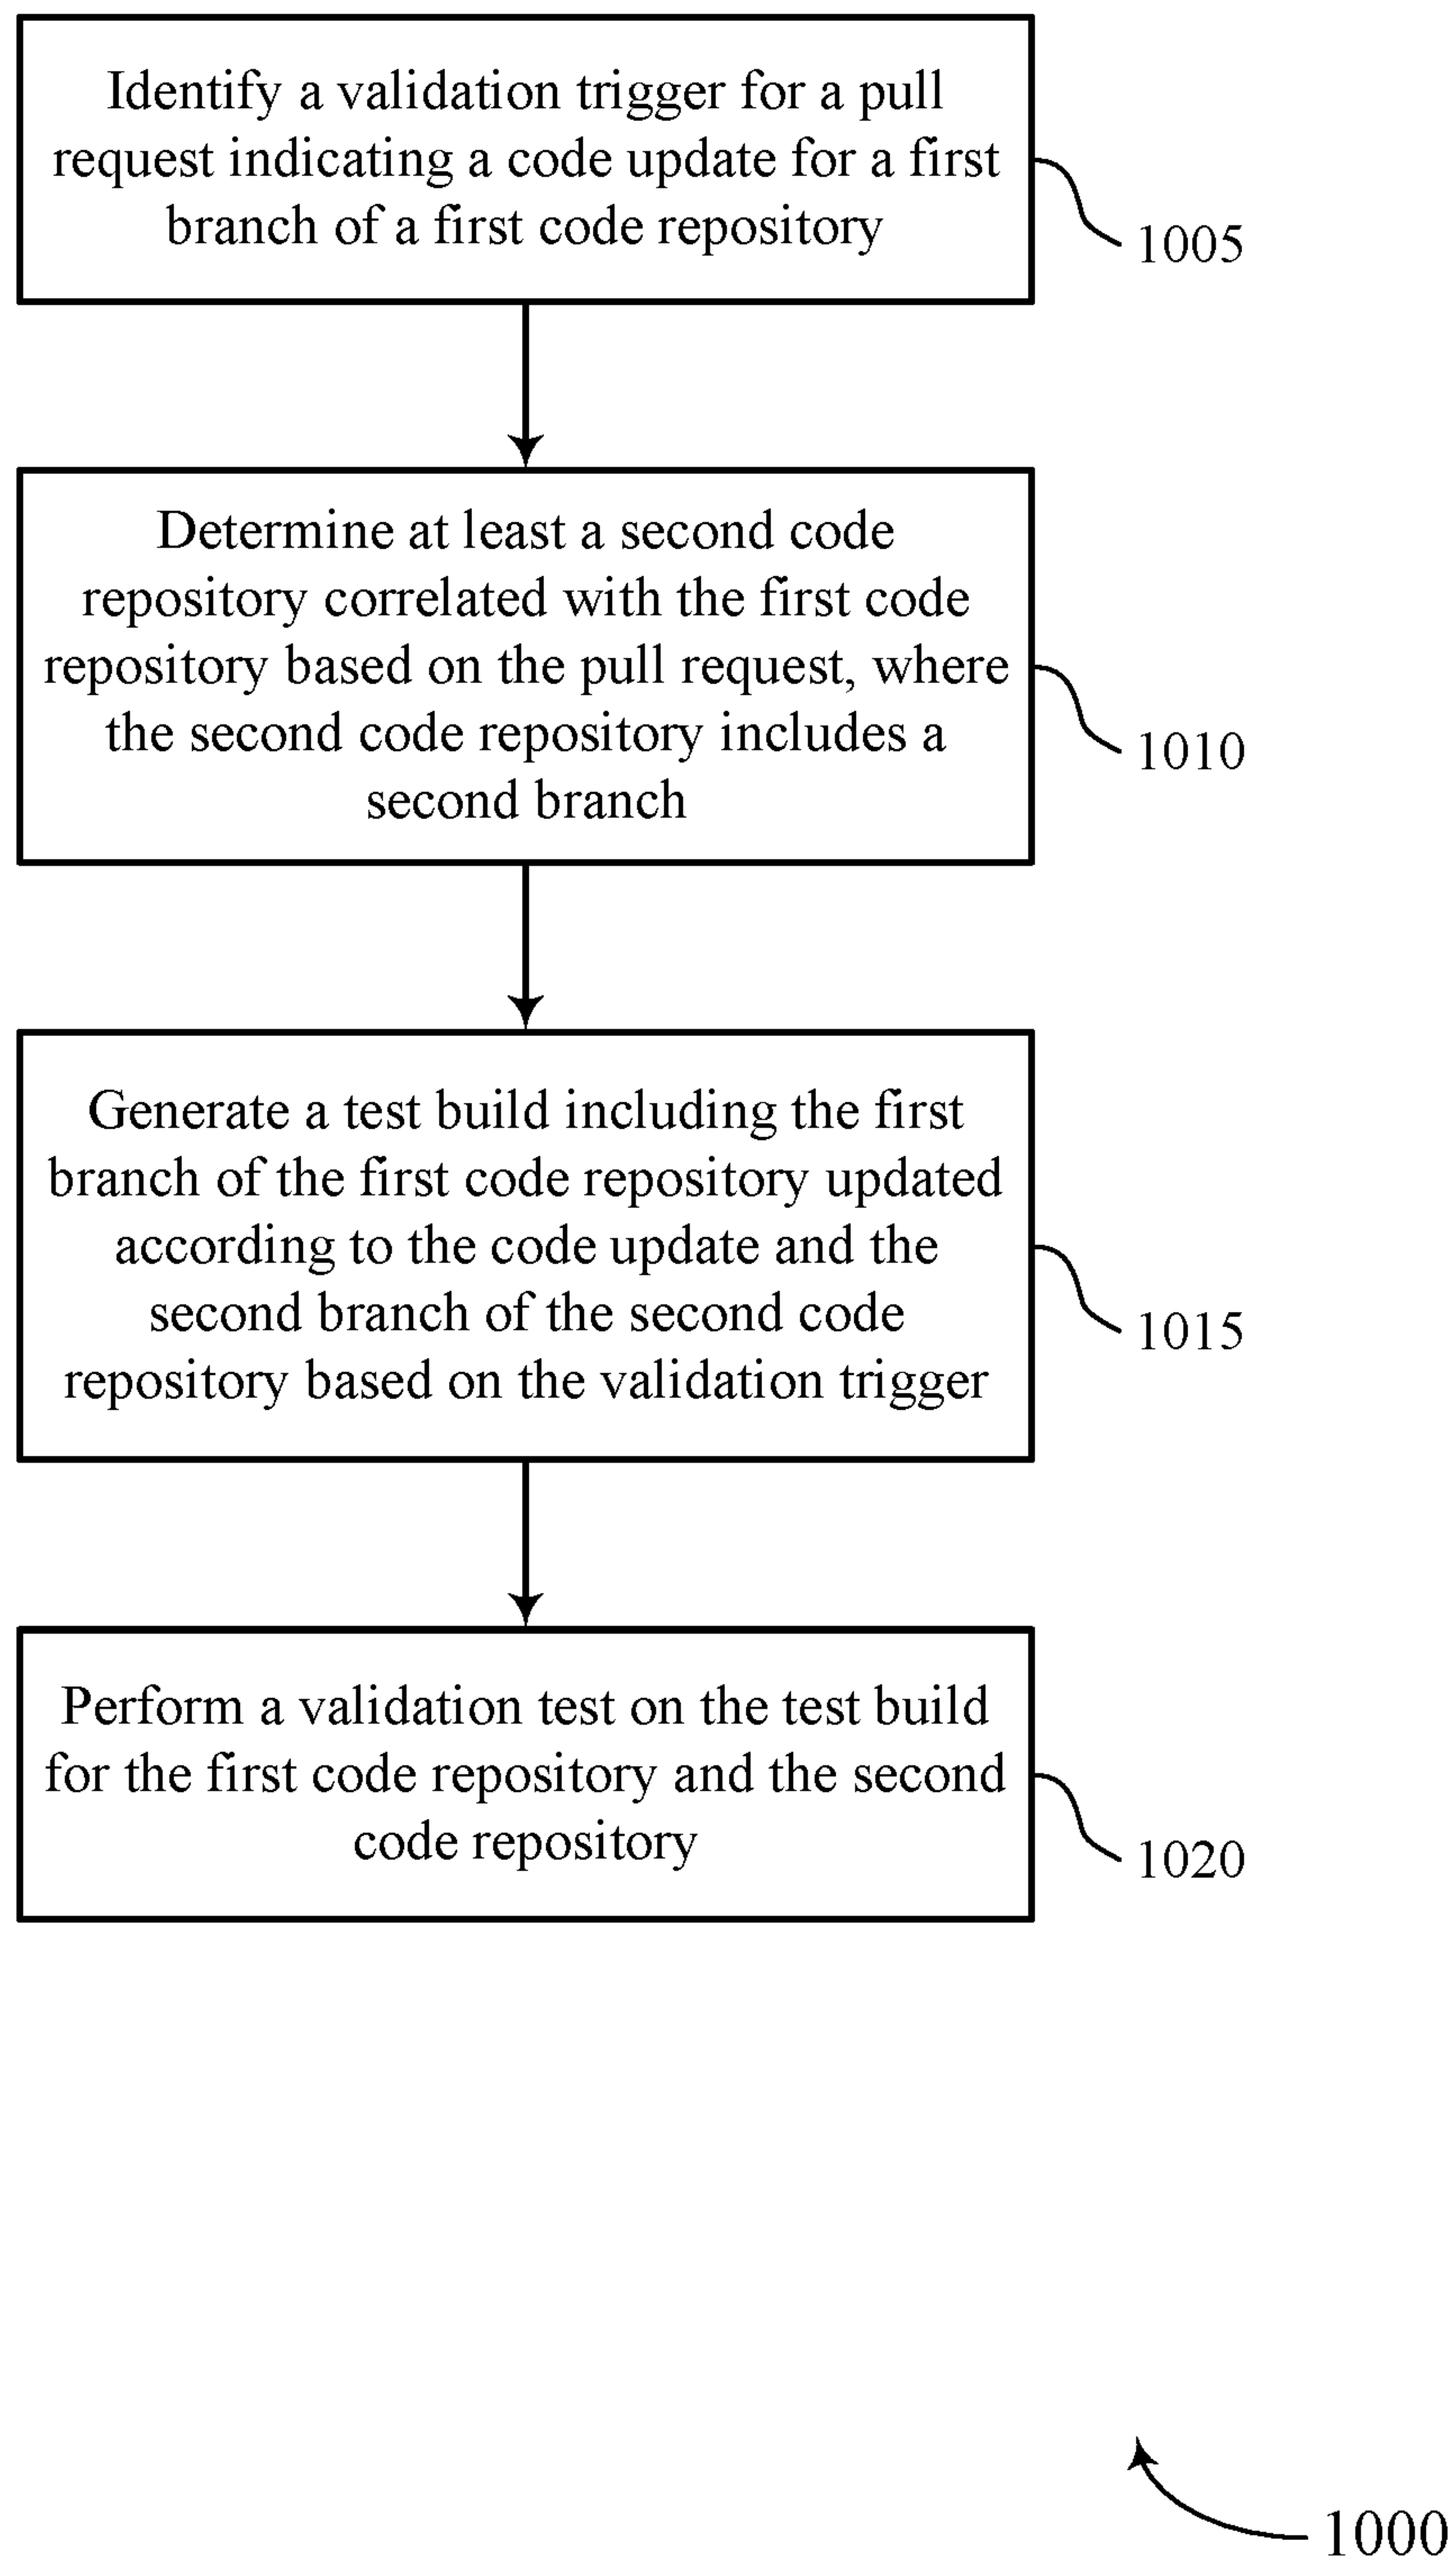 Identify a validation trigger for a pull
request indicating a code update for a first
branch of a first code repository
1005
Determine at least a second code
repository correlated with the first code
repository based on the pull request, where
the second code repository includes a
second branch
1010
Generate a test build including the first
branch of the first code repository updated
according to the code update and the
second branch of the second code
repository based on the validation trigger
1015
Perform a validation test on the test build
for the first code repository and the second
code repository
1020
1000